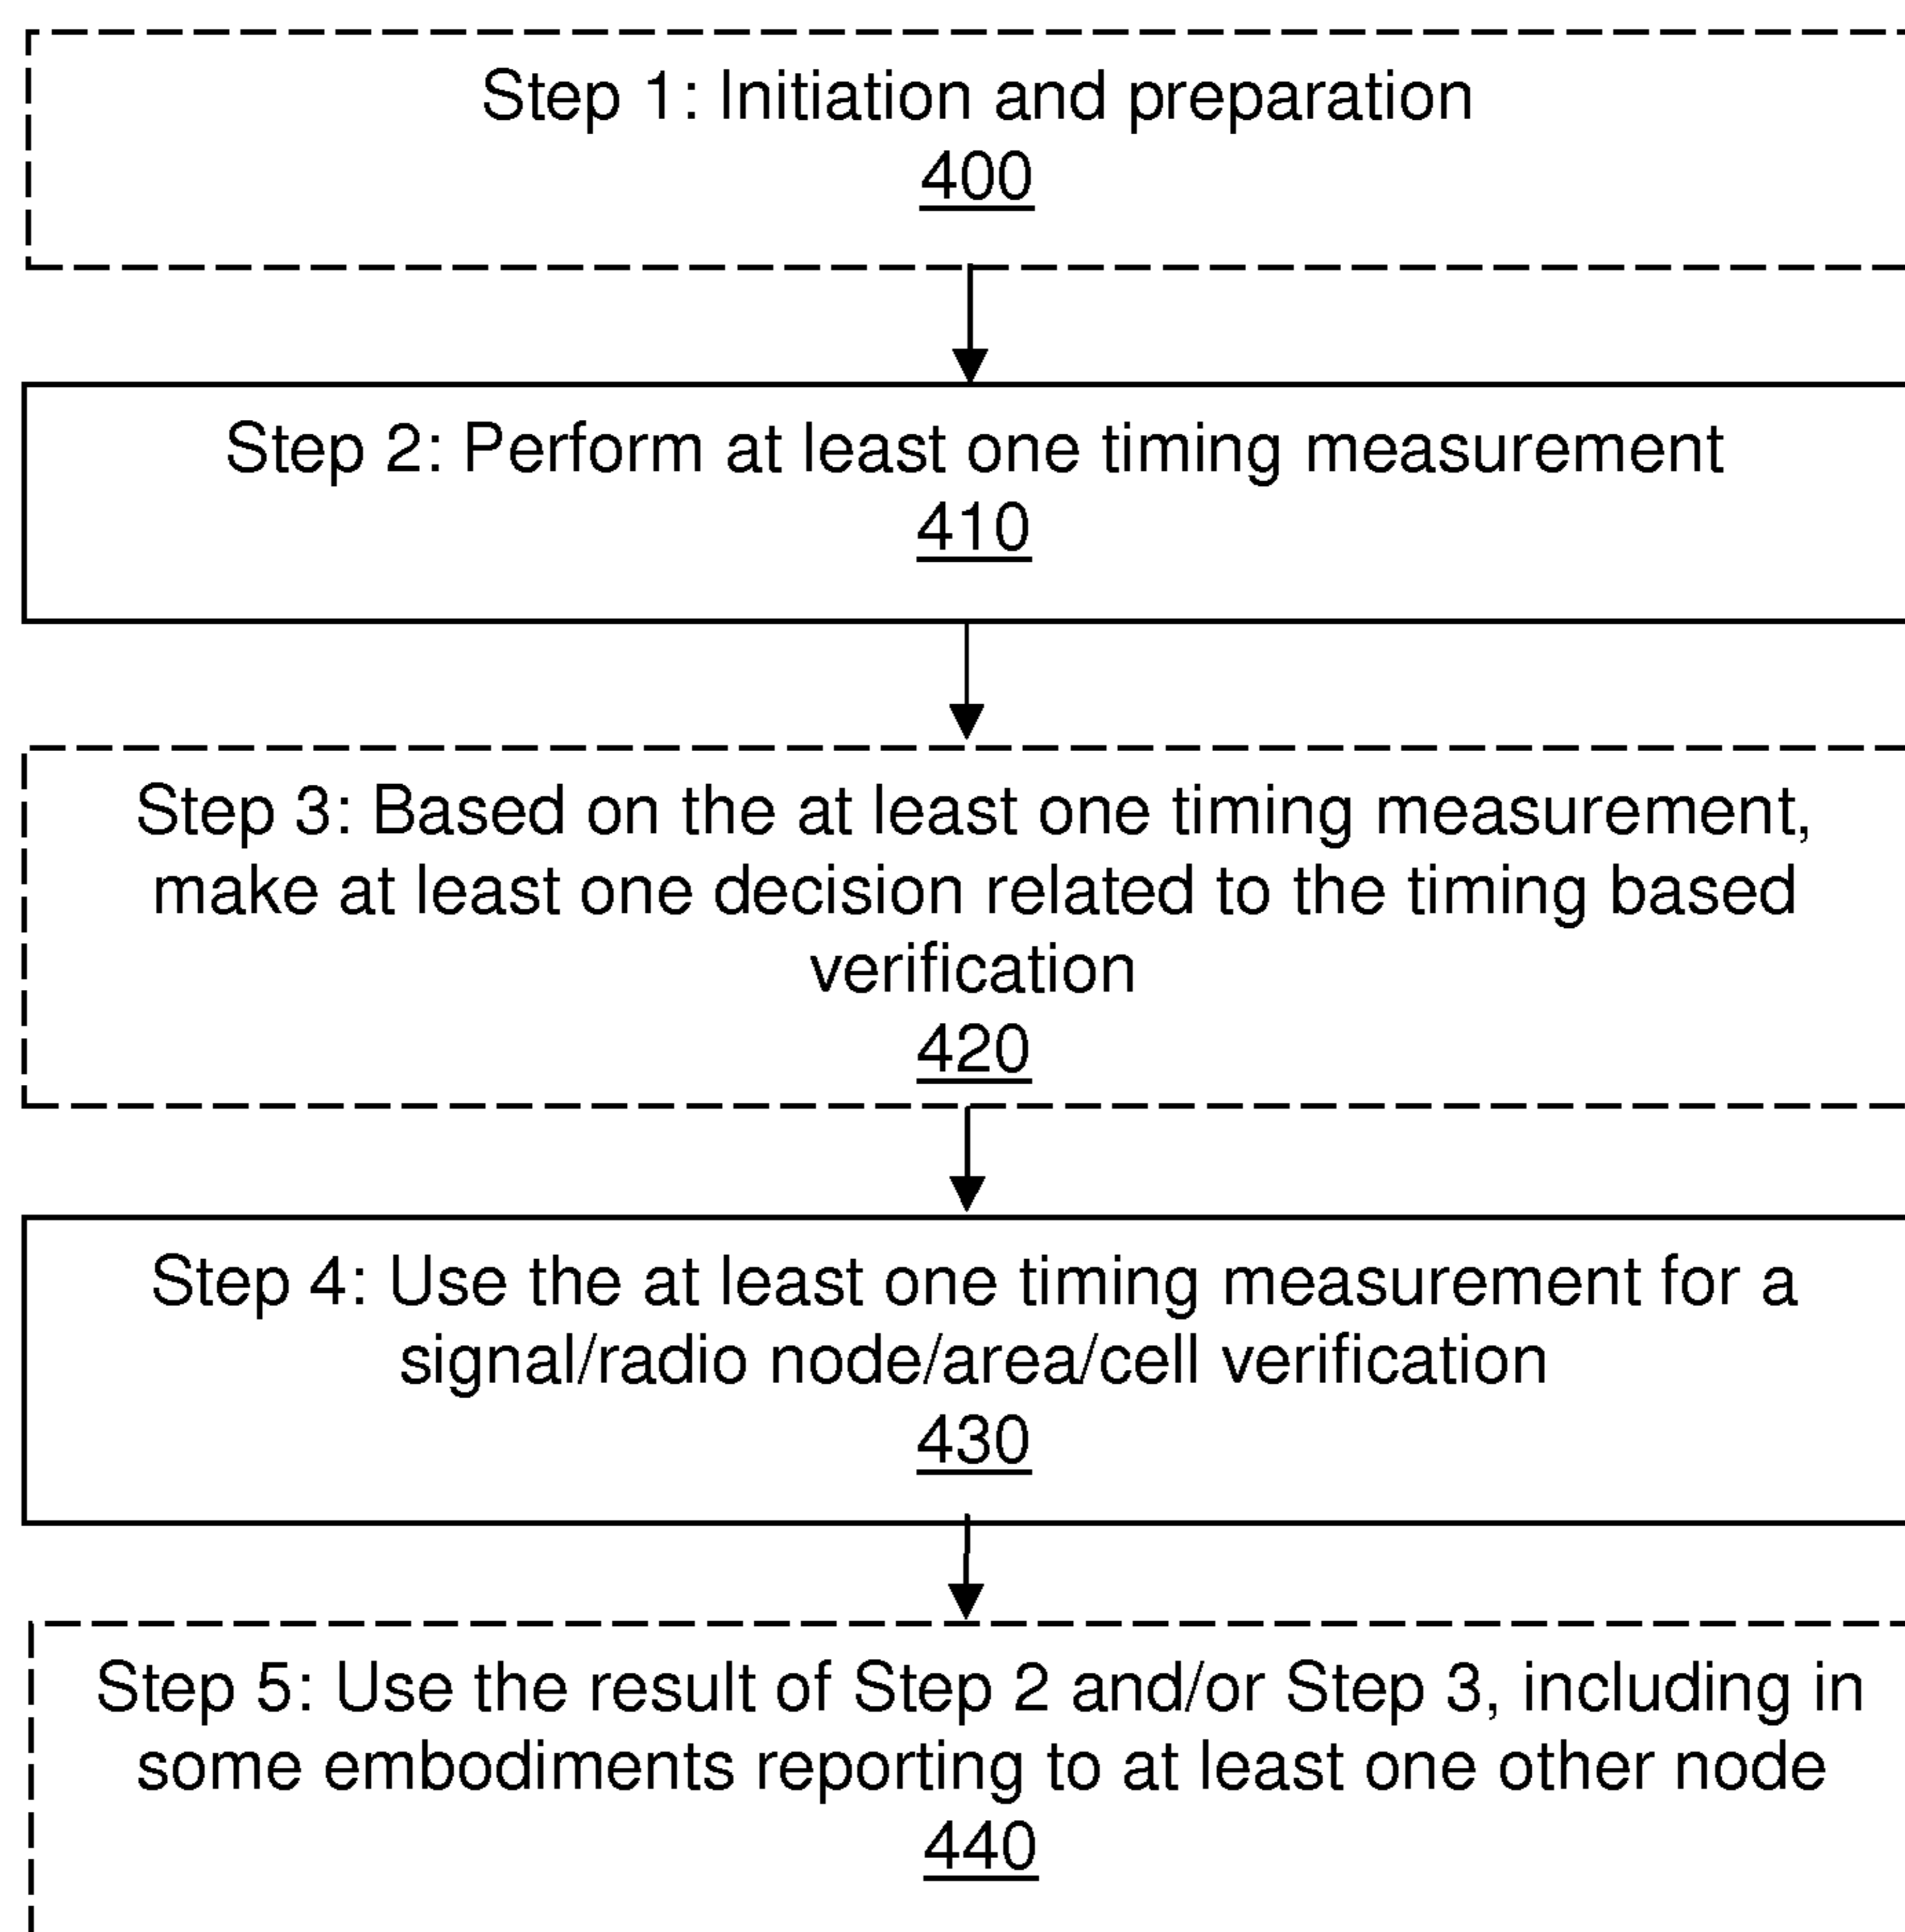 Step 1: Initiation and preparation
400
Step 2: Perform at least one timing measurement
410
Step 3: Based on the at least one timing measurement,
make at least one decision related to the timing based
verification
420
Step 4: Use the at least one timing measurement for a
signal/radio node/area/cell verification
430
Step 5: Use the result of Step 2 and/or Step 3, including in
some embodiments reporting to at least one other node
440